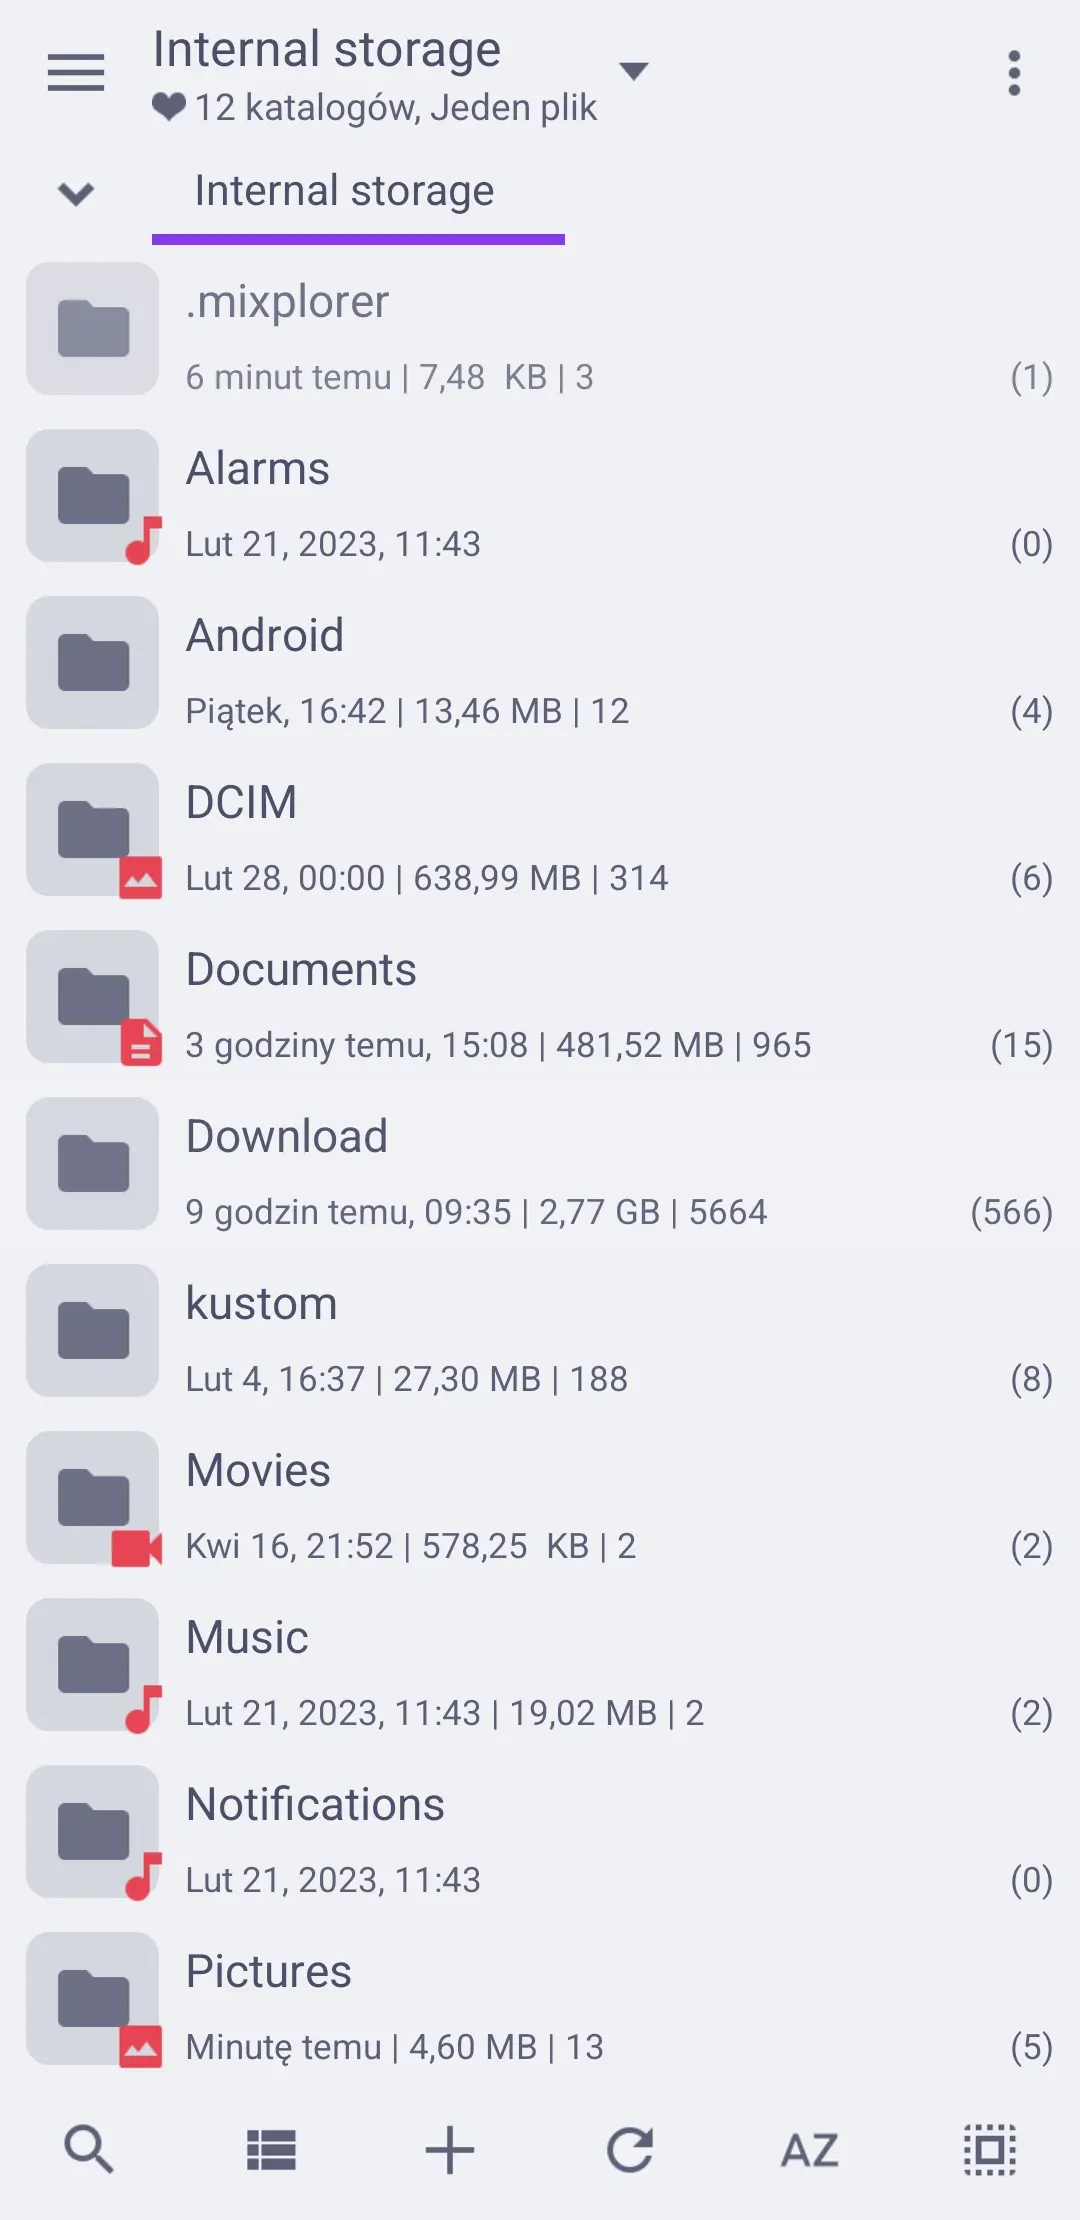 Internal storage
12 katalogów, Jeden plik
Internal storage
.mixplorer
6 minut temu | 7,48  KB | 3
(1)
Alarms
Lut 21, 2023, 11:43
(0)
Android
Piątek, 16:42 | 13,46 MB | 12
(4)
DCIM
Lut 28, 00:00 | 638,99 MB | 314
(6)
Documents
3 godziny temu, 15:08 | 481,52 MB | 965
(15)
Download
9 godzin temu, 09:35 | 2,77 GB | 5664
(566)
kustom
Lut 4, 16:37 | 27,30 MB | 188
(8)
Movies
Kwi 16, 21:52 | 578,25  KB | 2
(2)
Music
Lut 21, 2023, 11:43 | 19,02 MB | 2
(2)
Notifications
Lut 21, 2023, 11:43
(0)
Pictures
Minutę temu | 4,60 MB | 13
(5)
AZ